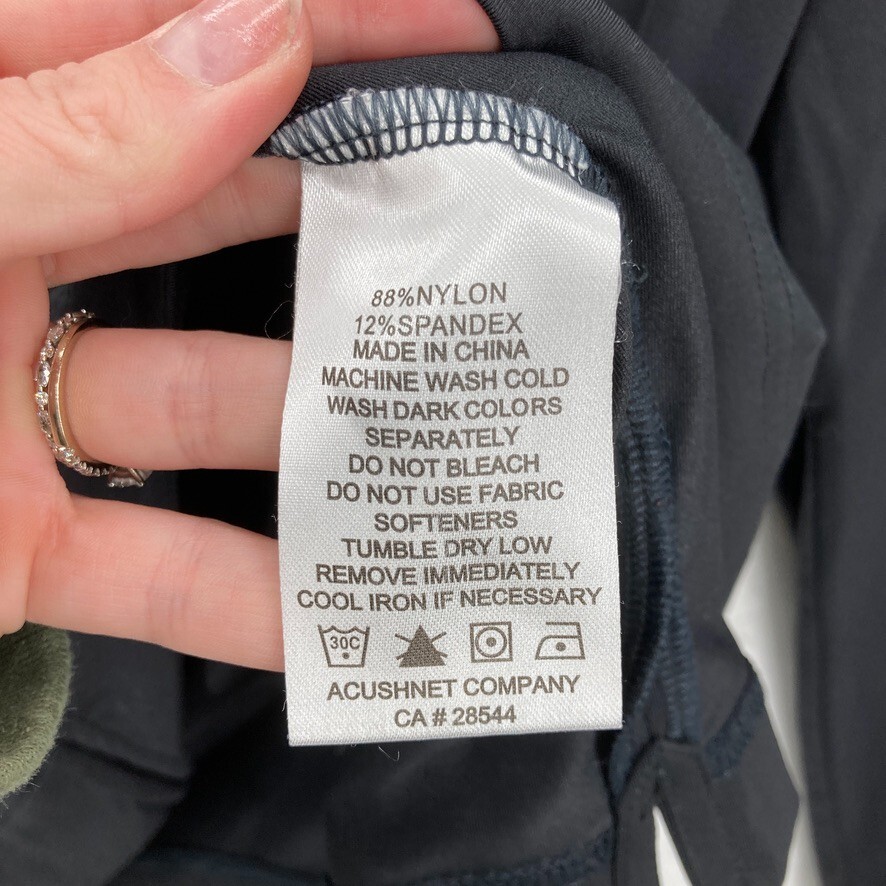 88%NYLON
12%SPANDEX
MADE IN CHINA
MACHINE WASH COLD
WASH DARK COLORS
SEPARATELY
DO NOT BLEACH
DO NOT USE FABRIC
SOFTENERS
TUMBLE DRY LOW
REMOVE IMMEDIATELY
COOL IRON IF NECESSARY
30C
ACUSHNET COMPANY
CA # 28544